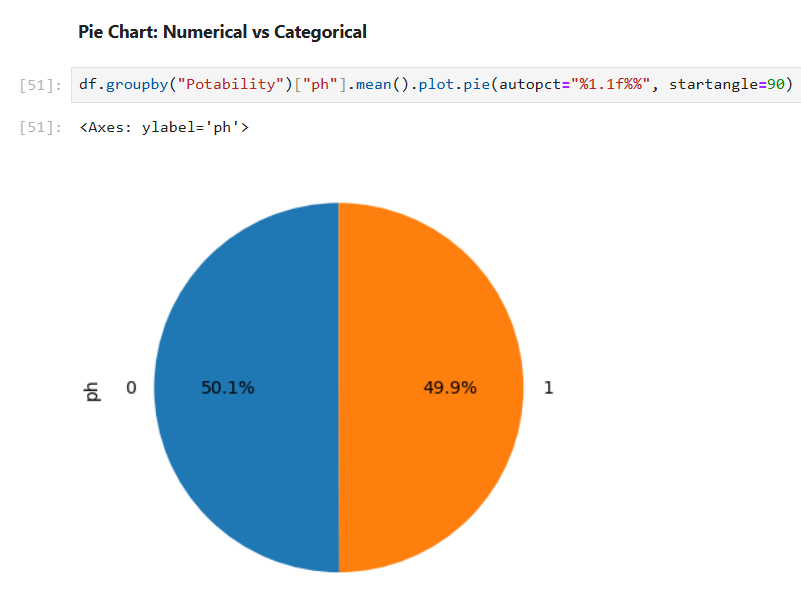 Pie Chart: Numerical vs Categorical
[51]: df.groupby("Potability")["ph"].mean().plot.pie(autopct="%1.1f%%", startangle=90)
[51]: <Axes: ylabel='ph'>
ph 0 50.1% 49.9% 1